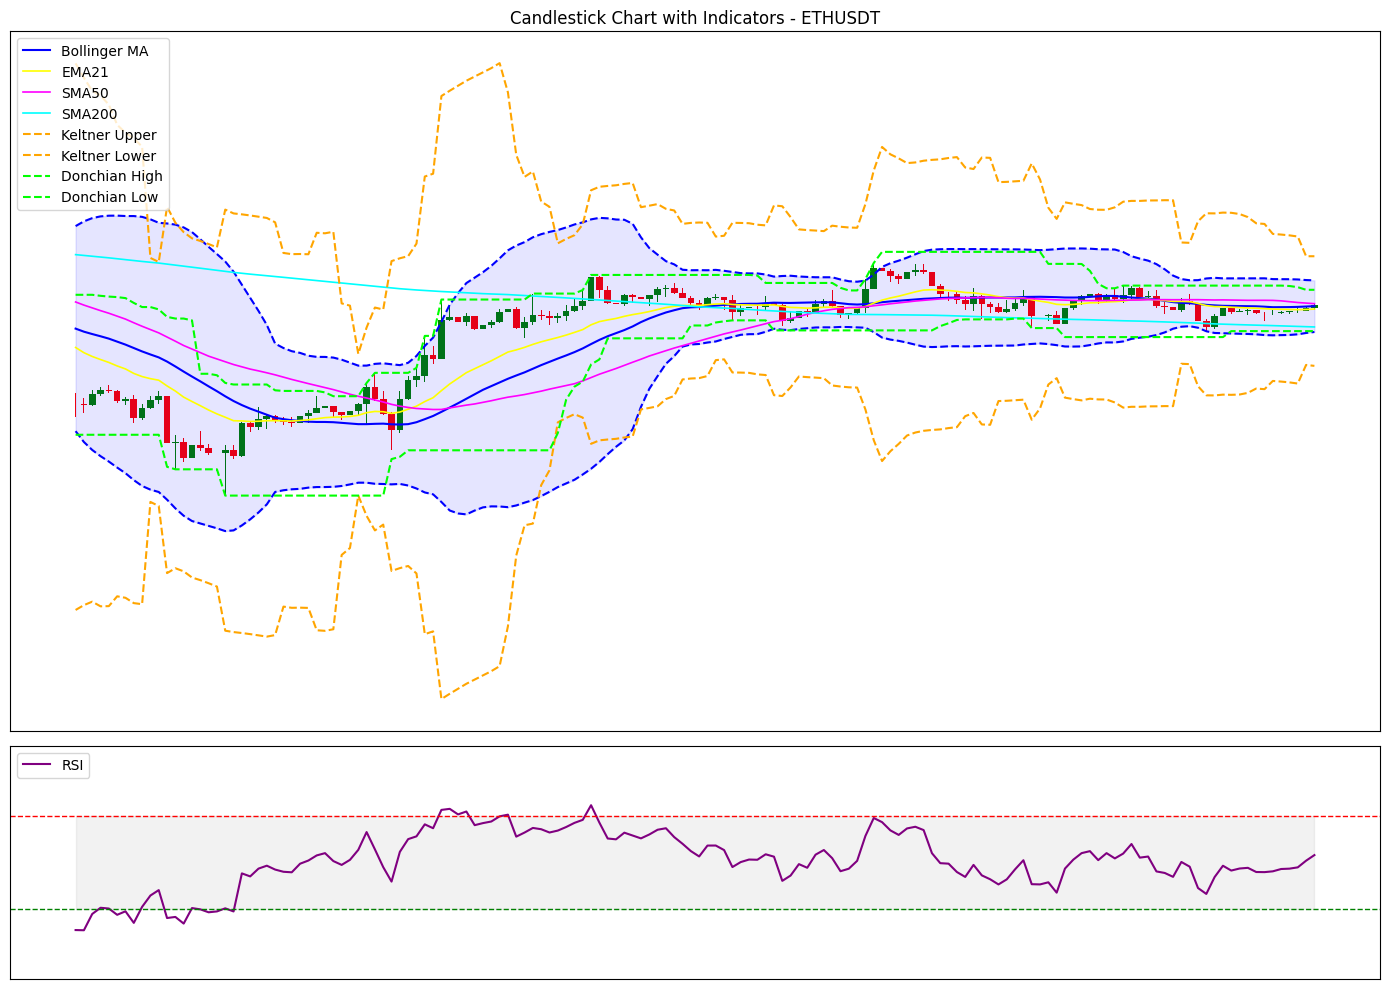 Candlestick Chart with Indicators - ETHUSDT
Bollinger MA
EMA21
SMA50
SMA200
Keltner Upper
Keltner Lower
Donchian High
Donchian Low
RSI